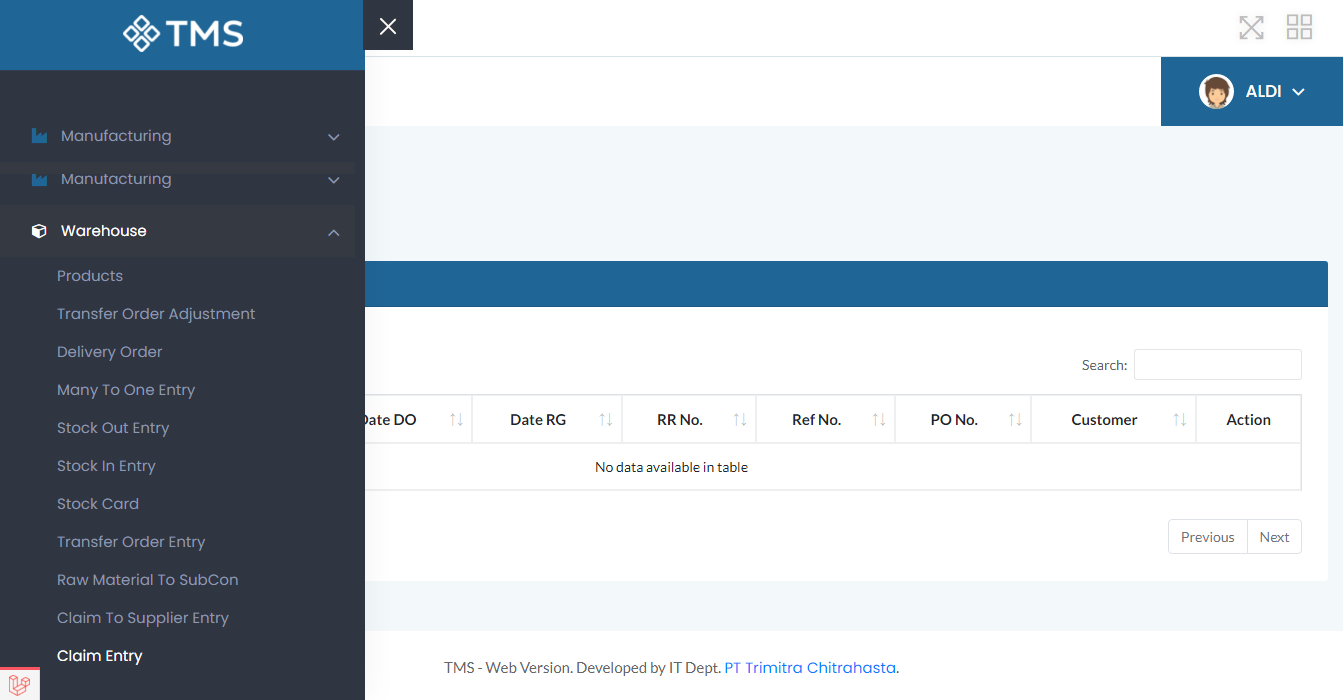 TMS
ALDI
Manufacturing
Manufacturing
Warehouse
Products
Transfer Order Adjustment
Delivery Order
Many To One Entry
Stock Out Entry
Stock In Entry
Stock Card
Transfer Order Entry
Raw Material To SubCon
Claim To Supplier Entry
Claim Entry
Search:
Date DO Date RG RR No. Ref No. PO No. Customer Action
No data available in table
Previous Next
TMS - Web Version. Developed by IT Dept. PT Trimitra Chitrahasta.